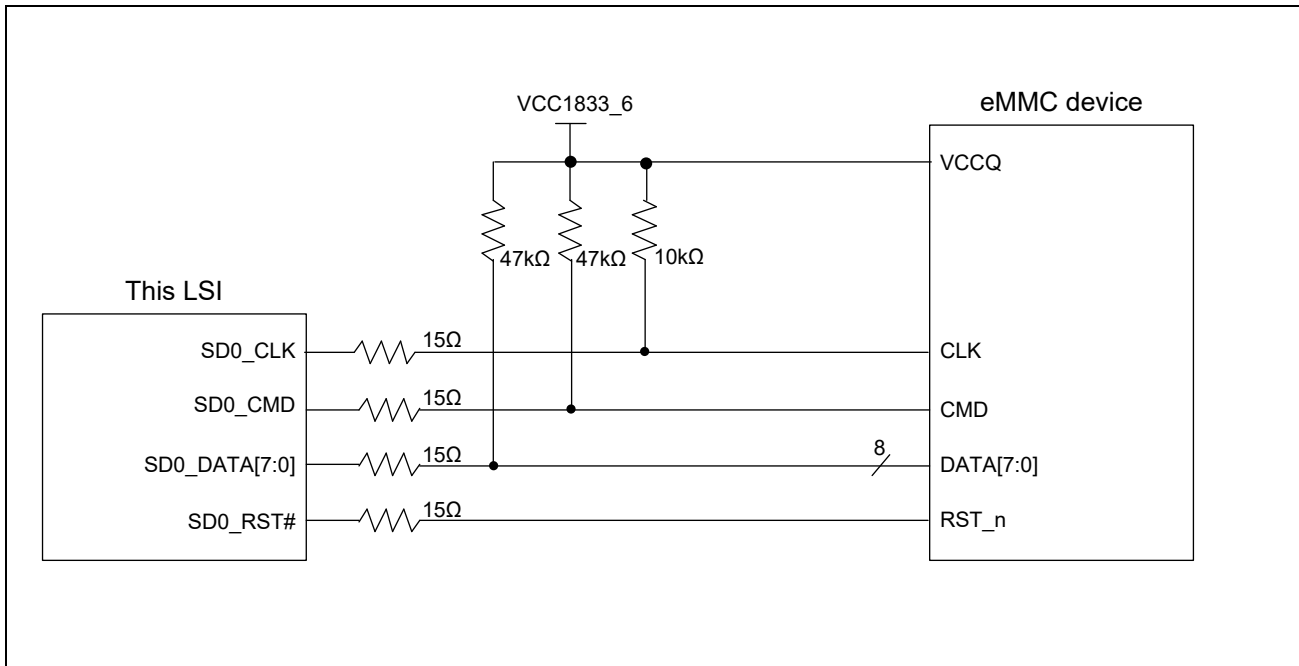 VCC1833_6
eMMC device
VCCQ
47kΩ 47kΩ 10kΩ
This LSI
SD0_CLK 15Ω CLK
SD0_CMD 15Ω CMD
SD0_DATA[7:0] 15Ω 8 DATA[7:0]
SD0_RST# 15Ω RST_n